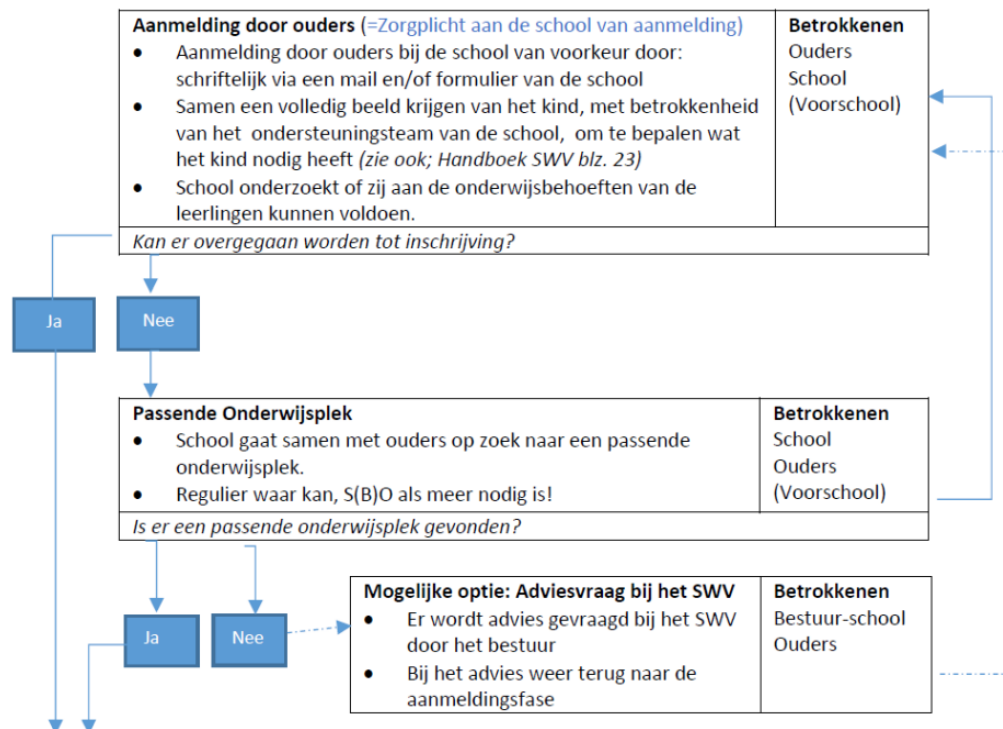 Aanmelding door ouders (=Zorgplicht aan de school van aanmelding)
• Aanmelding door ouders bij de school van voorkeur door:
schriftelijk via een mail en/of formulier van de school
• Samen een volledig beeld krijgen van het kind, met betrokkenheid
van het ondersteuningsteam van de school, om te bepalen wat
het kind nodig heeft (zie ook; Handboek SWV blz. 23)
• School onderzoekt of zij aan de onderwijsbehoeften van de
leerlingen kunnen voldoen.
Betrokkenen
Ouders
School
(Voorschool)
Kan er overgegaan worden tot inschrijving?
Ja
Nee
Passende Onderwijsplek
• School gaat samen met ouders op zoek naar een passende
onderwijsplek.
• Regulier waar kan, S(B)O als meer nodig is!
Betrokkenen
School
Ouders
(Voorschool)
Is er een passende onderwijsplek gevonden?
Ja
Nee
Mogelijke optie: Adviesvraag bij het SWV
• Er wordt advies gevraagd bij het SWV
door het bestuur
• Bij het advies weer terug naar de
aanmeldingsfase
Betrokkenen
Bestuur-school
Ouders